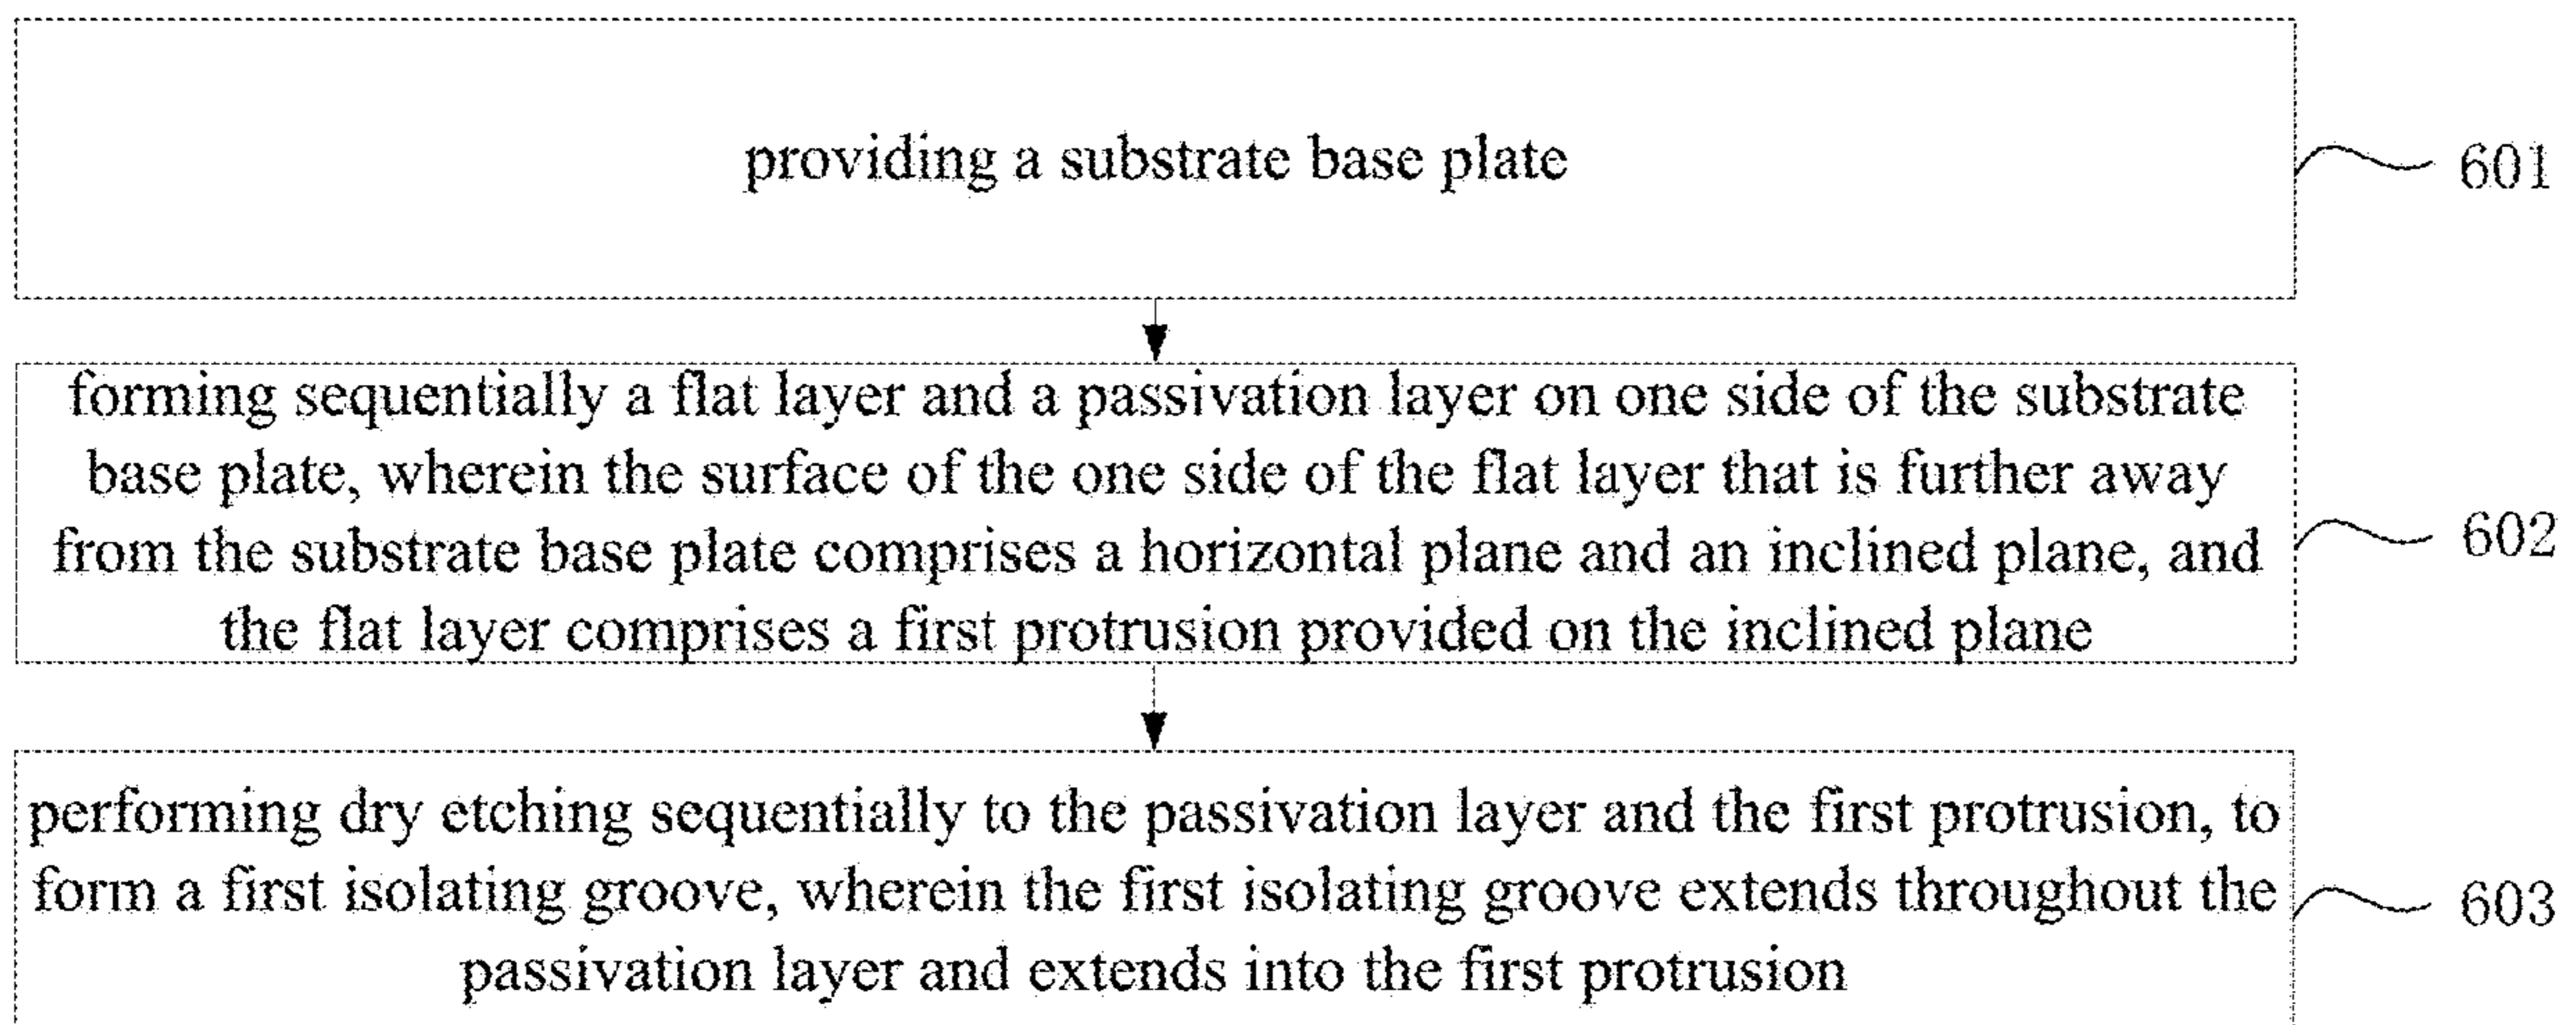 providing a substrate base plate
601
forming sequentially a flat layer and a passivation layer on one side of the substrate
base plate, wherein the surface of the one side of the flat layer that is further away
from the substrate base plate comprises a horizontal plane and an inclined plane, and
the flat layer comprises a first protrusion provided on the inclined plane
602
performing dry etching sequentially to the passivation layer and the first protrusion, to
form a first isolating groove, wherein the first isolating groove extends throughout the
passivation layer and extends into the first protrusion
603